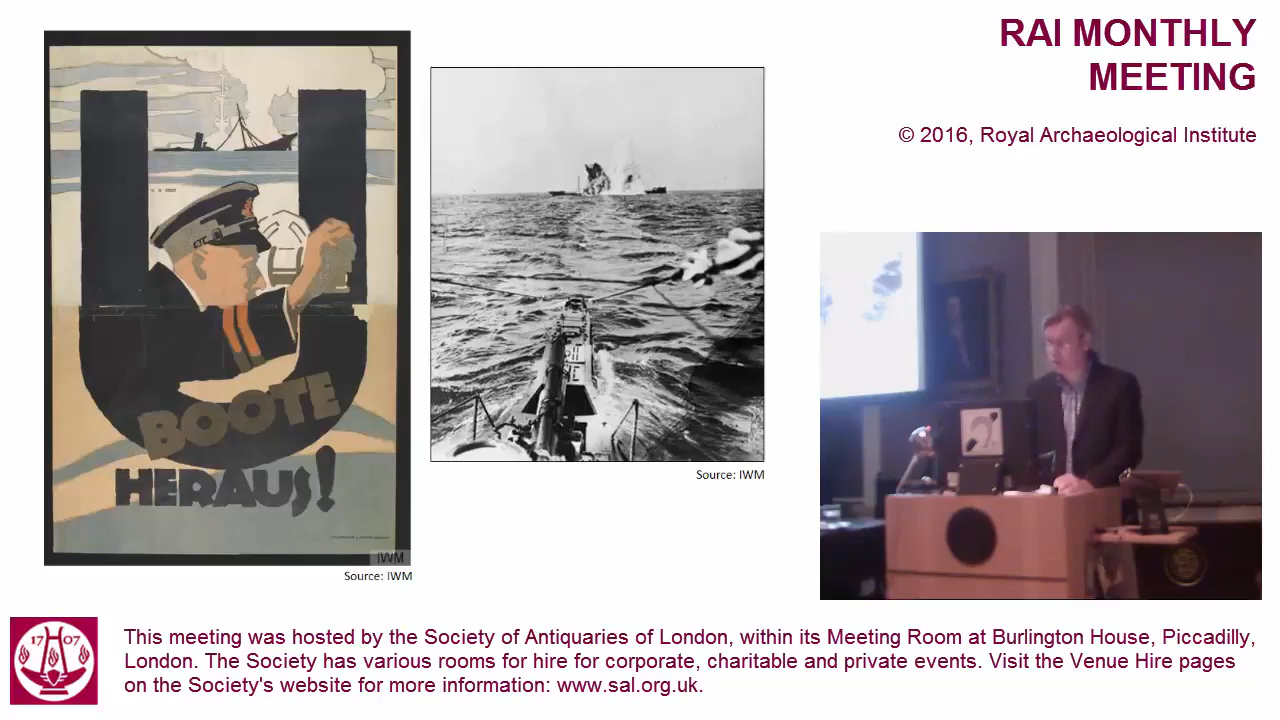 RAI MONTHLY
MEETING
© 2016, Royal Archaeological Institute
U
BOOTE
HERAUS!
IWM
Source: IWM
Source: IWM
1707
This meeting was hosted by the Society of Antiquaries of London, within its Meeting Room at Burlington House, Piccadilly,
London. The Society has various rooms for hire for corporate, charitable and private events. Visit the Venue Hire pages
on the Society's website for more information: www.sal.org.uk.